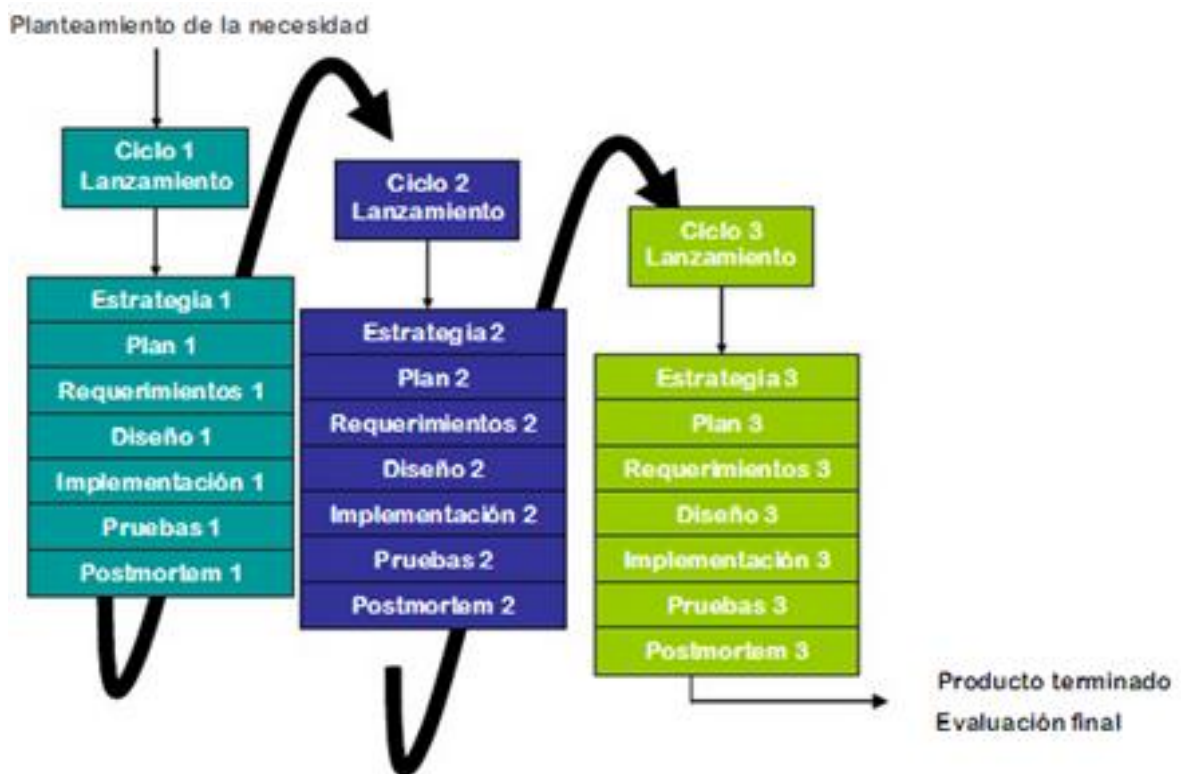 Planteamiento de la necesidad
Ciclo 1
Lanzamiento
Estrategia 1
Plan 1
Requerimientos 1
Diseño 1
Implementación 1
Pruebas 1
Postmortem 1
Ciclo 2
Lanzamiento
Estrategia 2
Plan 2
Requerimientos 2
Diseño 2
Implementación 2
Pruebas 2
Postmortem 2
Ciclo 3
Lanzamiento
Estrategia 3
Plan 3
Requerimientos 3
Diseño 3
Implementación 3
Pruebas 3
Postmortem 3
Producto terminado
Evaluación final